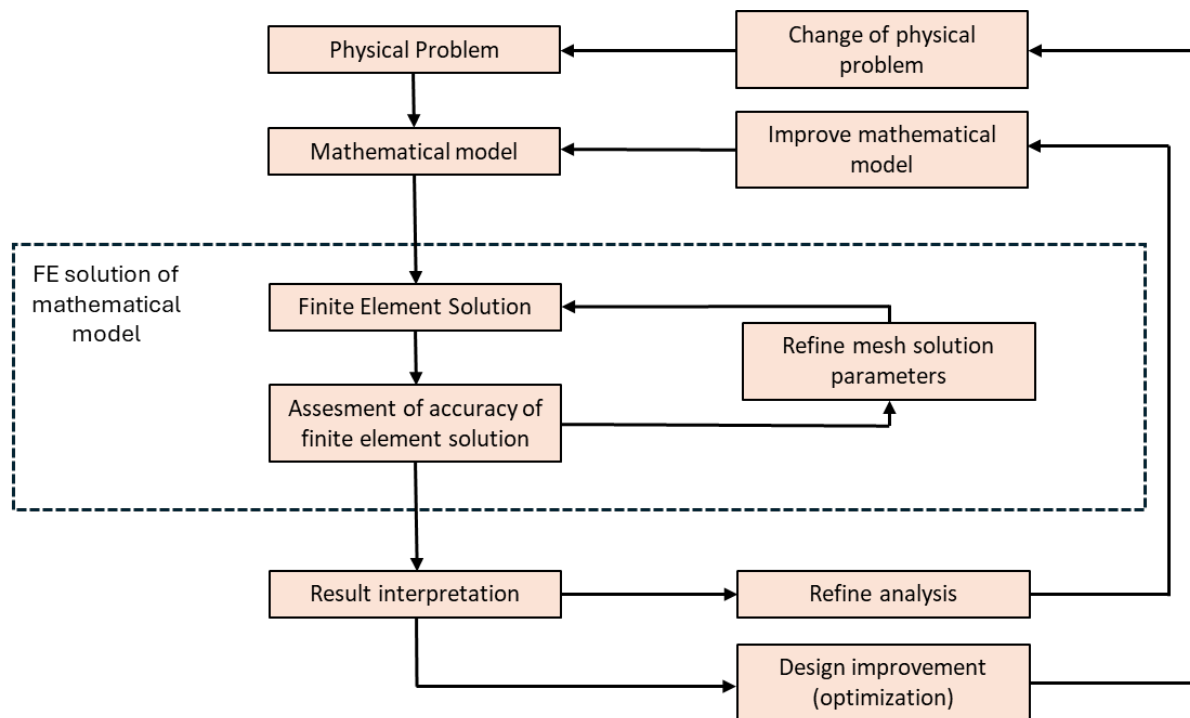 Physical Problem
Change of physical
problem
Mathematical model
Improve mathematical
model
FE solution of
mathematical
model
Finite Element Solution
Refine mesh solution
parameters
Assesment of accuracy of
finite element solution
Result interpretation
Refine analysis
Design improvement
(optimization)